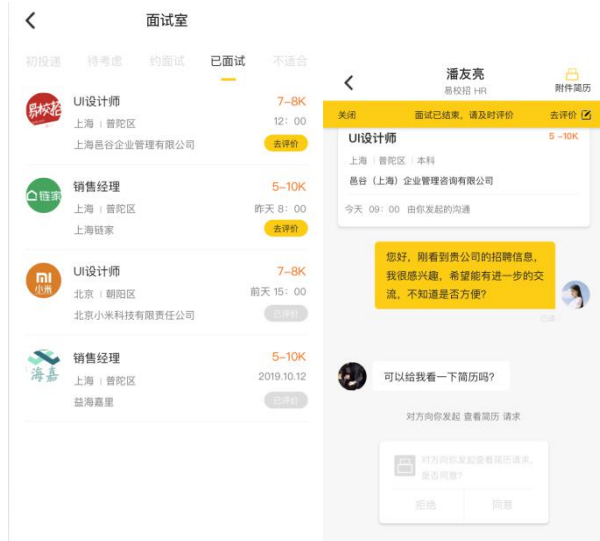 面试室
初投递 待考虑 约面试 已面试 不适合
易校招
UI设计师 7-8K
上海 | 普陀区 12: 00
上海邑谷企业管理有限公司 去评价
链家
销售经理 5-10K
上海 | 普陀区 昨天 8: 00
上海链家 去评价
小米
UI设计师 7-8K
北京 | 朝阳区 前天 15: 00
北京小米科技有限责任公司 已评价
海嘉
销售经理 5-10K
上海 | 普陀区 2019.10.12
益海嘉里 已评价
潘友亮
易校招 HR
附件简历
关闭 面试已结束，请及时评价 去评价
UI设计师 5 -10K
上海 | 普陀区 | 本科
邑谷（上海）企业管理咨询有限公司
今天 09: 00 由你发起的沟通
您好，刚看到贵公司的招聘信息，
我很感兴趣，希望能有进一步的交
流，不知道是否方便？
已读
可以给我看一下简历吗?
对方向你发起 查看简历 请求
对方向你发起查看简历请求，
是否同意？
拒绝 同意